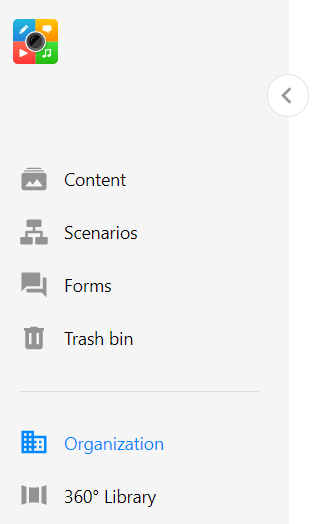 Content
Scenarios
Forms
Trash bin
Organization
360° Library